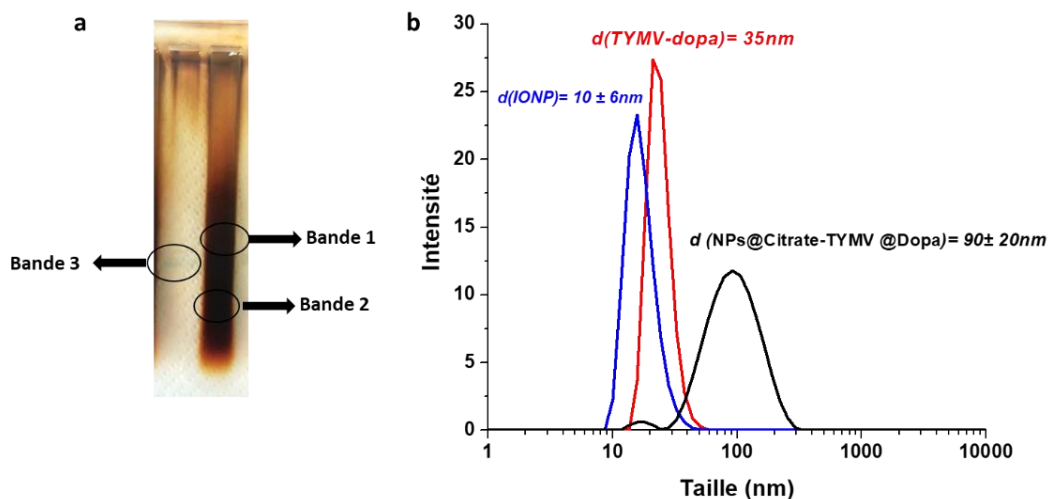 a
Bande 1
Bande 3
Bande 2
b
Intensité
30
25
20
15
10
5
0
d(TYMV-dopa)= 35nm
d(IONP)= 10 ± 6nm
d (NPs@Citrate-TYMV @Dopa)= 90± 20nm
1
10
100
1000
10000
Taille (nm)